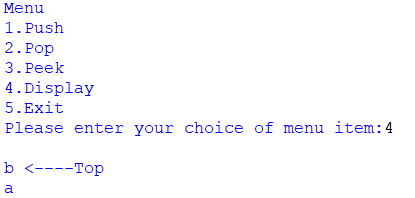 Menu
1.Push
2.Pop
3.Peek
4.Display
5.Exit
Please enter your choice of menu item:4
b <----Top
a